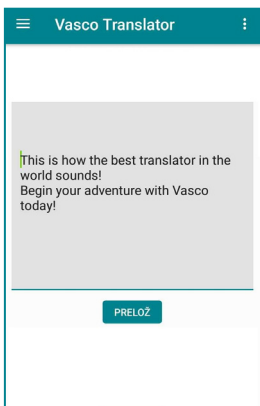 Vasco Translator
This is how the best translator in the
world sounds!
Begin your adventure with Vasco
today!
PRELOŽ